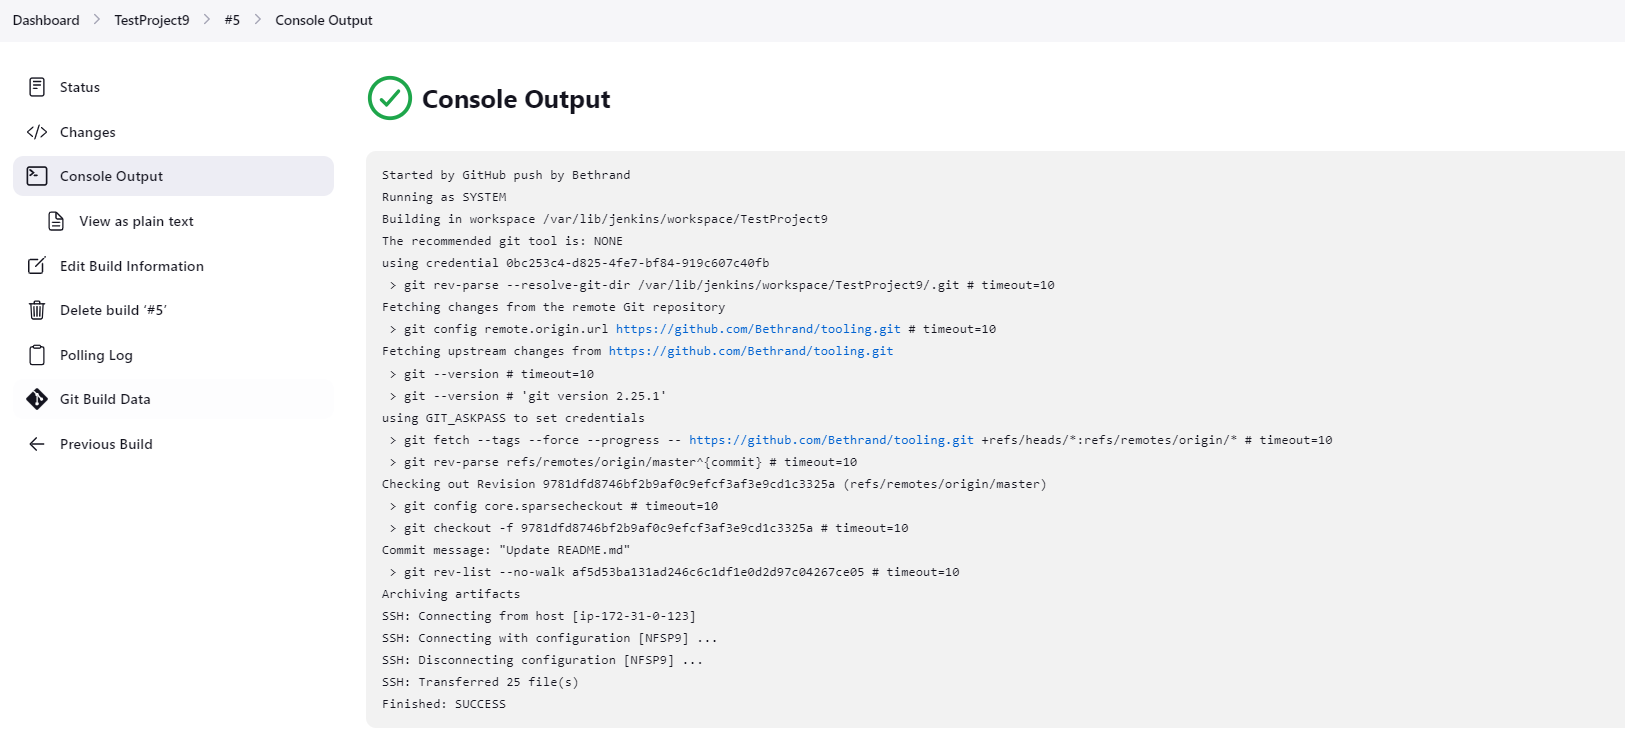 Dashboard > TestProject9 > #5 > Console Output
Status
Changes
Console Output
View as plain text
Edit Build Information
Delete build ‘#5’
Polling Log
Git Build Data
Previous Build
Console Output
Started by GitHub push by Bethrand
Running as SYSTEM
Building in workspace /var/lib/jenkins/workspace/TestProject9
The recommended git tool is: NONE
using credential 0bc253c4-d825-4fe7-bf84-919c607c40fb
> git rev-parse --resolve-git-dir /var/lib/jenkins/workspace/TestProject9/.git # timeout=10
Fetching changes from the remote Git repository
> git config remote.origin.url https://github.com/Bethrand/tooling.git # timeout=10
Fetching upstream changes from https://github.com/Bethrand/tooling.git
> git --version # timeout=10
> git --version # 'git version 2.25.1'
using GIT_ASKPASS to set credentials
> git fetch --tags --force --progress -- https://github.com/Bethrand/tooling.git +refs/heads/*:refs/remotes/origin/* # timeout=10
> git rev-parse refs/remotes/origin/master^{commit} # timeout=10
Checking out Revision 9781dfd8746bf2b9af0c9efcf3af3e9cd1c3325a (refs/remotes/origin/master)
> git config core.sparsecheckout # timeout=10
> git checkout -f 9781dfd8746bf2b9af0c9efcf3af3e9cd1c3325a # timeout=10
Commit message: "Update README.md"
> git rev-list --no-walk af5d53ba131ad246c6c1df1e0d2d97c04267ce05 # timeout=10
Archiving artifacts
SSH: Connecting from host [ip-172-31-0-123]
SSH: Connecting with configuration [NFSP9] ...
SSH: Disconnecting configuration [NFSP9] ...
SSH: Transferred 25 file(s)
Finished: SUCCESS